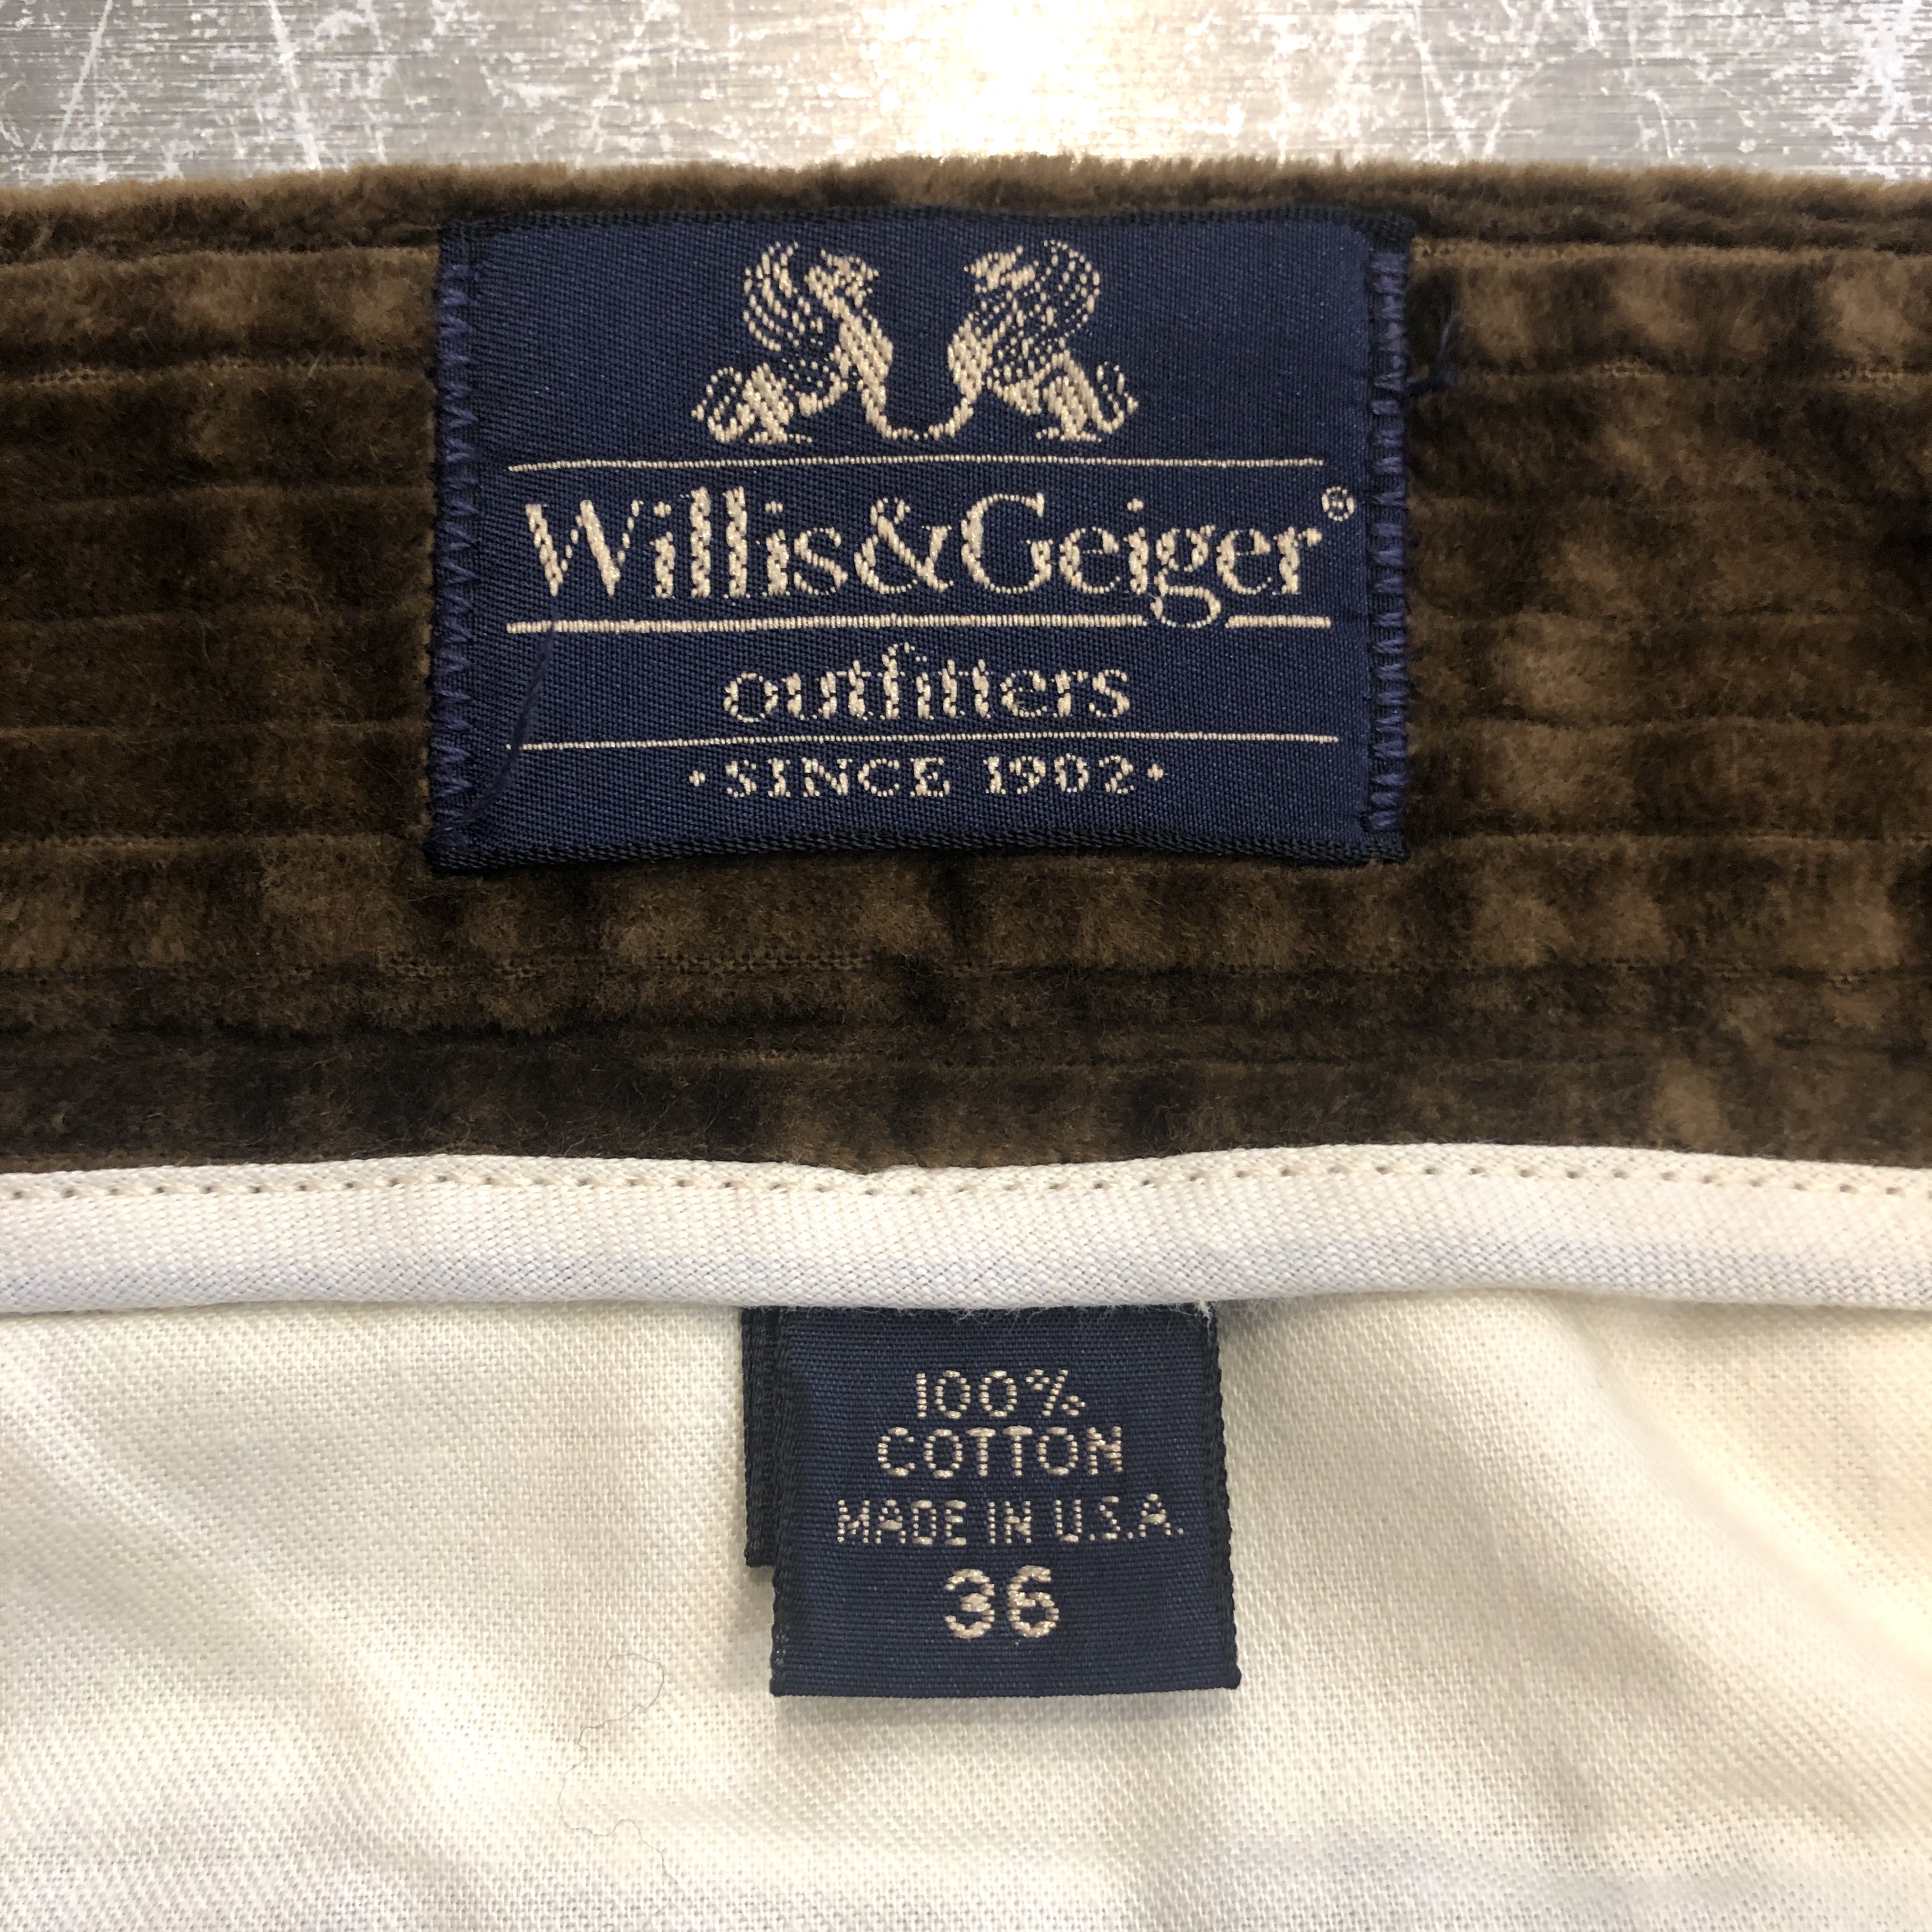 Willis&Geiger®
outfitters
·SINCE 1902·
100%
COTTON
MADE IN U.S.A.
36